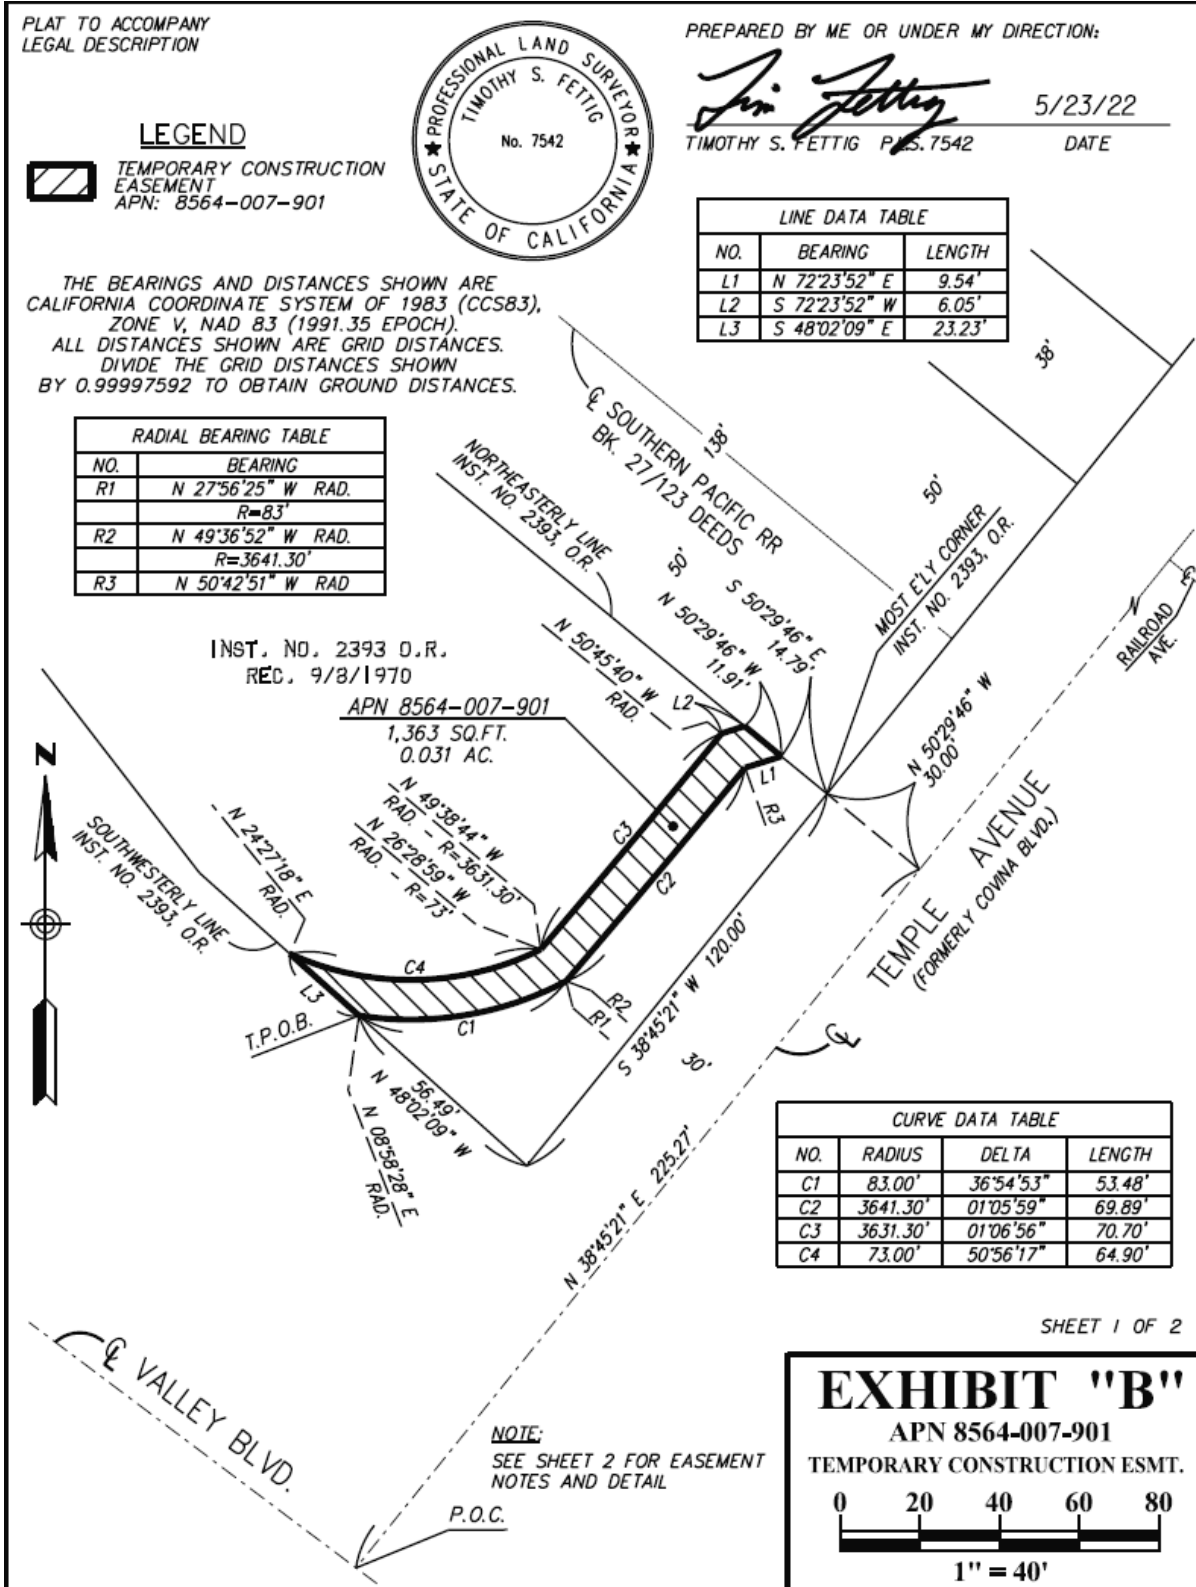 PLAT TO ACCOMPANY
LEGAL DESCRIPTION
LEGEND
TEMPORARY CONSTRUCTION
EASEMENT
APN: 8564-007-901
PROFESSIONAL LAND SURVEYOR
TIMOTHY S. FETTIG
No. 7542
STATE OF CALIFORNIA
PREPARED BY ME OR UNDER MY DIRECTION:
Tim Fettig
5/23/22
TIMOTHY S. FETTIG P.L.S. 7542 DATE
LINE DATA TABLE
NO. BEARING LENGTH
L1 N 72°23'52" E 9.54'
L2 S 72°23'52" W 6.05'
L3 S 48°02'09" E 23.23'
THE BEARINGS AND DISTANCES SHOWN ARE
CALIFORNIA COORDINATE SYSTEM OF 1983 (CCS83),
ZONE V, NAD 83 (1991.35 EPOCH).
ALL DISTANCES SHOWN ARE GRID DISTANCES.
DIVIDE THE GRID DISTANCES SHOWN
BY 0.99997592 TO OBTAIN GROUND DISTANCES.
RADIAL BEARING TABLE
NO. BEARING
R1 N 27°56'25" W RAD.
R=83'
R2 N 49°36'52" W RAD.
R=3641.30'
R3 N 50°42'51" W RAD
38'
℄ SOUTHERN PACIFIC RR
BK. 27/123 DEEDS
138'
50'
50'
NORTHEASTERLY LINE
INST. NO. 2393, O.R.
MOST E'LY CORNER
INST. NO. 2393, O.R.
N
℄
RAILROAD
AVE.
S 50°29'46" E
14.79'
N 50°29'46" W
11.91'
N 50°45'40" W
RAD.
L2
INST. NO. 2393 O.R.
REC. 9/8/1970
APN 8564-007-901
1,363 SQ.FT.
0.031 AC.
N
L1
R3
N 50°29'46" W
30.00'
N 49°38'44" W
RAD. - R=3631.30'
N 26°28'59" W
RAD. - R=73'
C3
C2
N 24°27'18" E
RAD.
SOUTHWESTERLY LINE
INST. NO. 2393, O.R.
TEMPLE AVENUE
(FORMERLY COVINA BLVD.)
C4
L3
C1
T.P.O.B.
R2
R1
S 38°45'21" W 120.00'
30'
℄
56.49'
N 48°02'09" W
N 08°58'28" E
RAD.
N 38°45'21" E 225.27'
CURVE DATA TABLE
NO. RADIUS DELTA LENGTH
C1 83.00' 36°54'53" 53.48'
C2 3641.30' 01°05'59" 69.89'
C3 3631.30' 01°06'56" 70.70'
C4 73.00' 50°56'17" 64.90'
℄ VALLEY BLVD.
P.O.C.
NOTE:
SEE SHEET 2 FOR EASEMENT
NOTES AND DETAIL
SHEET 1 OF 2
EXHIBIT "B"
APN 8564-007-901
TEMPORARY CONSTRUCTION ESMT.
0 20 40 60 80
1" = 40'